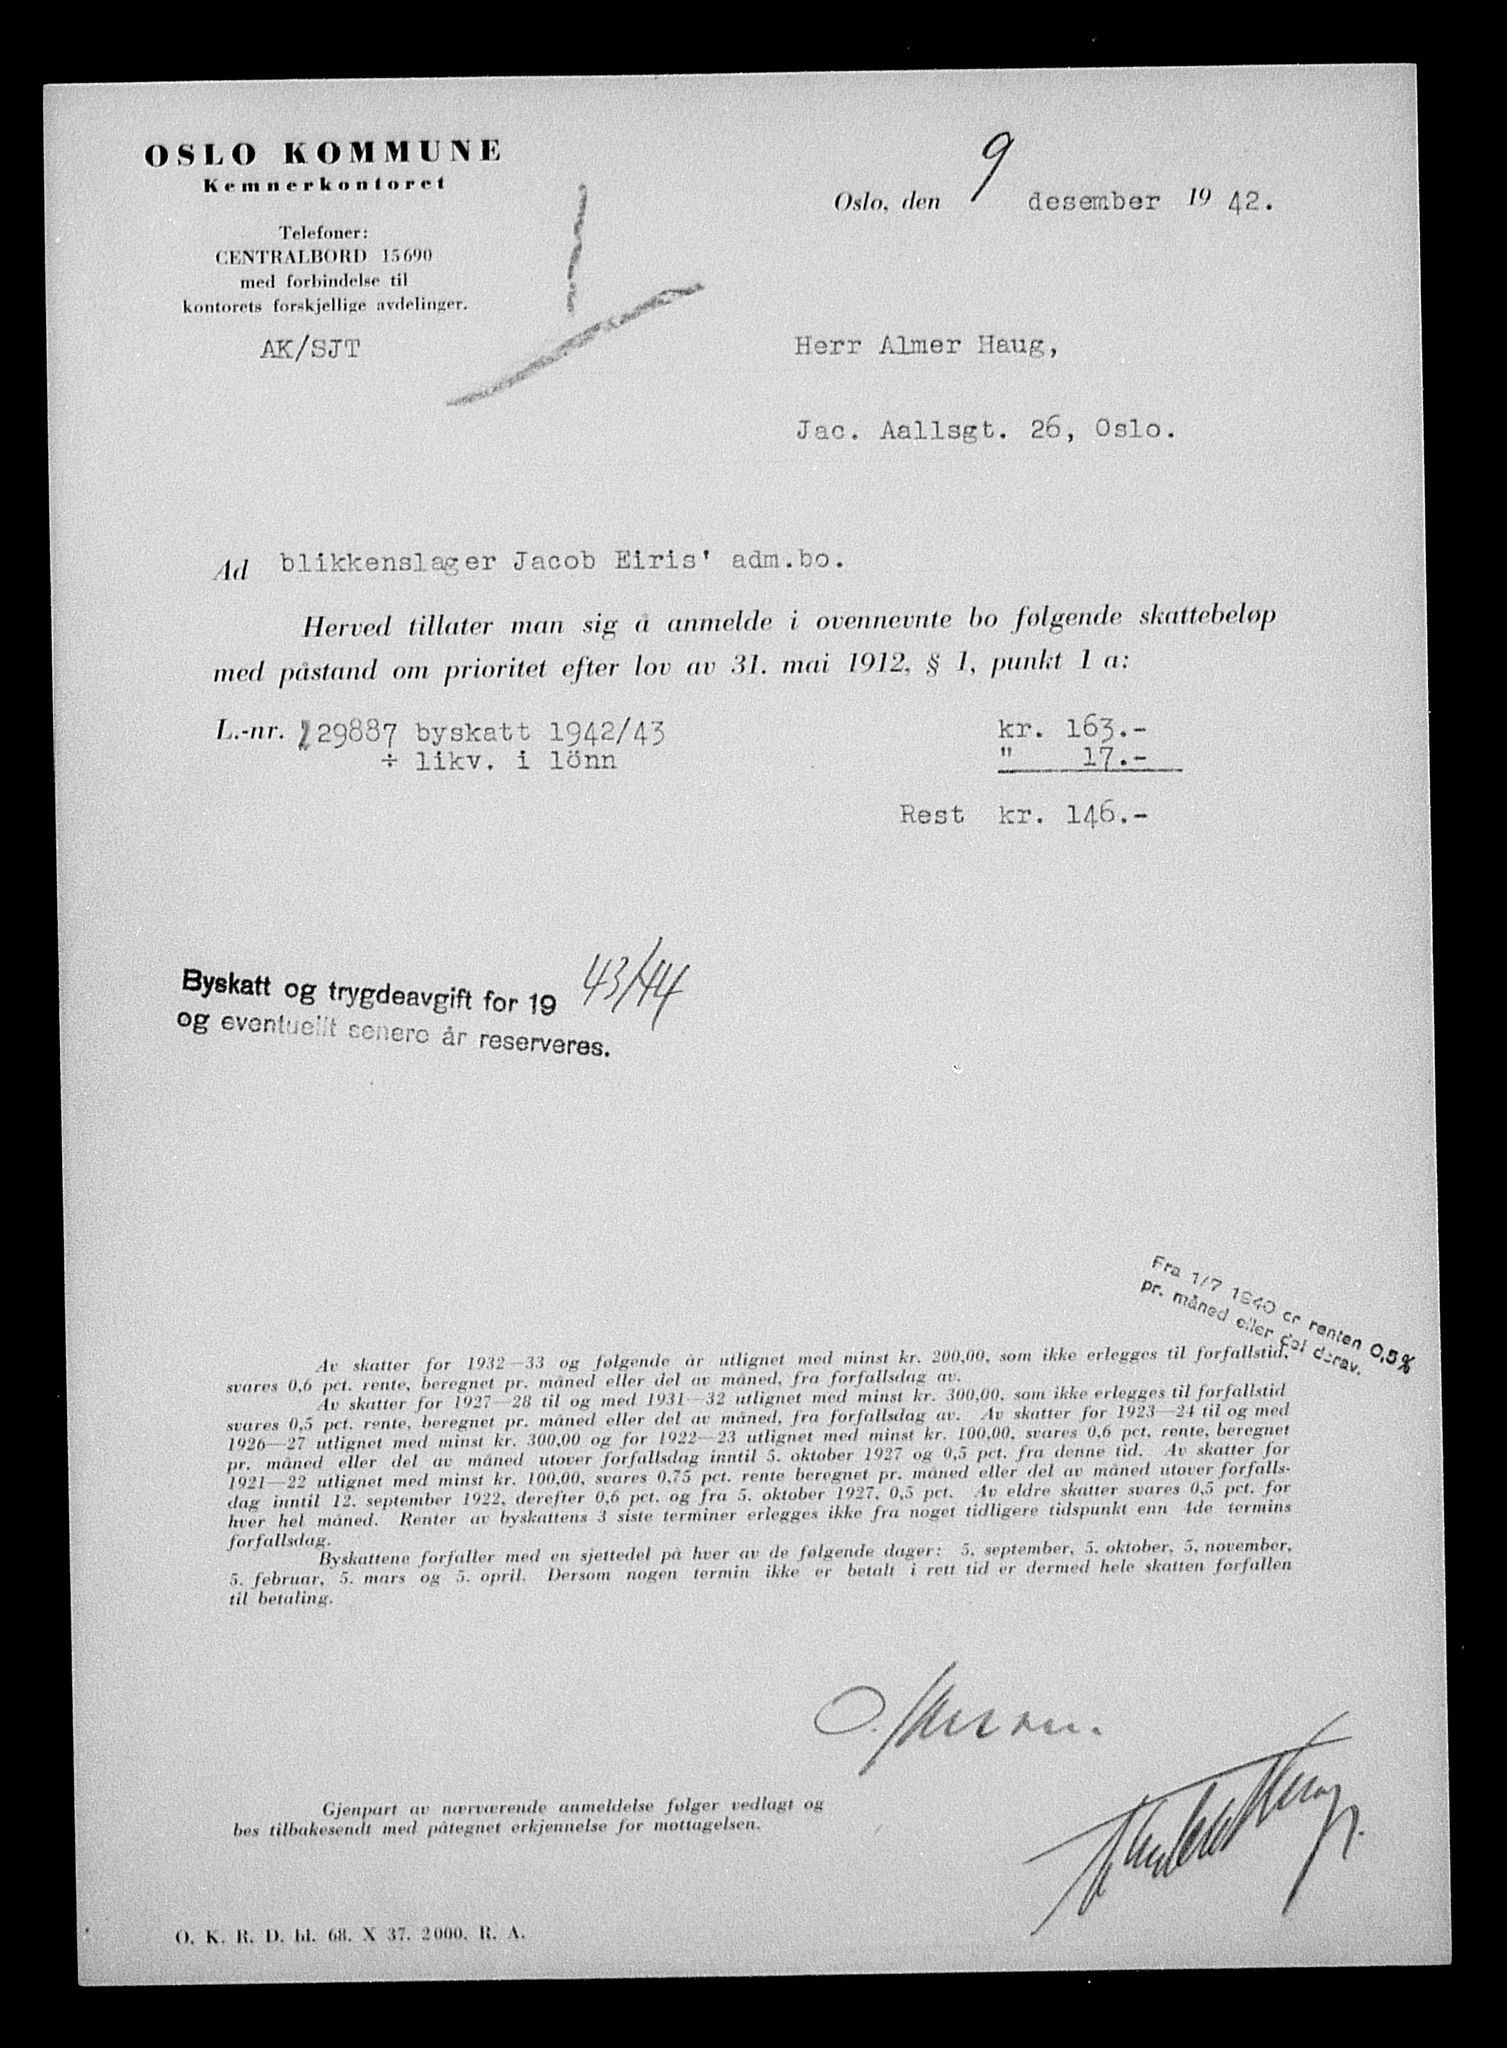 OSLO KOMMUNE
Kemnerkontoret
Telefoner:
CENTRALBORD 15690
med forbindelse til
kontorets forskjellige avdelinger.
AK/SJT
Oslo, den 9 desember 1942.
Herr Almer Haug,
Jac. Aallsgt. 26, Oslo.
Ad blikkenslager Jacob Eiris' adm.bo.
Herved tillater man sig å anmelde i ovennevnte bo følgende skattebeløp
med påstand om prioritet efter lov av 31. mai 1912, § 1, punkt 1 a:
L.-nr. 129887 byskatt 1942/43 kr. 163.-
÷ likv. i lönn " 17.-
Rest kr. 146.-
Byskatt og trygdeavgift for 19 43/44
og eventuellt senere år reserveres.
Fra 1/7 1940 er renten 0,5%
pr. måned eller del derav.
Av skatter for 1932—33 og følgende år utlignet med minst kr. 200,00, som ikke erlegges til forfallstid,
svares 0,6 pct. rente, beregnet pr. måned eller del av måned, fra forfallsdag av.
Av skatter for 1927—28 til og med 1931—32 utlignet med minst kr. 300,00, som ikke erlegges til forfallstid
svares 0,5 pct. rente, beregnet pr. måned eller del av måned, fra forfallsdag av. Av skatter for 1923—24 til og med
1926—27 utlignet med minst kr. 300,00 og for 1922—23 utlignet med minst kr. 100,00, svares 0,6 pct. rente, beregnet
pr. måned eller del av måned utover forfallsdag inntil 5. oktober 1927 og 0,5 pct. fra denne tid. Av skatter for
1921—22 utlignet med minst kr. 100,00, svares 0,75 pct. rente beregnet pr. måned eller del av måned utover forfalls-
dag inntil 12. september 1922, derefter 0,6 pct. og fra 5. oktober 1927, 0,5 pct. Av eldre skatter svares 0,5 pct. for
hver hel måned. Renter av byskattens 3 siste terminer erlegges ikke fra noget tidligere tidspunkt enn 4de termins
forfallsdag.
Byskattene forfaller med en sjettedel på hver av de følgende dager: 5. september, 5. oktober, 5. november,
5. februar, 5. mars og 5. april. Dersom nogen termin ikke er betalt i rett tid er dermed hele skatten forfallen
til betaling.
Gjenpart av nærværende anmeldelse følger vedlagt og
bes tilbakesendt med påtegnet erkjennelse for mottagelsen.
O. K. R. D. bl. 68. X 37. 2000. R. A.